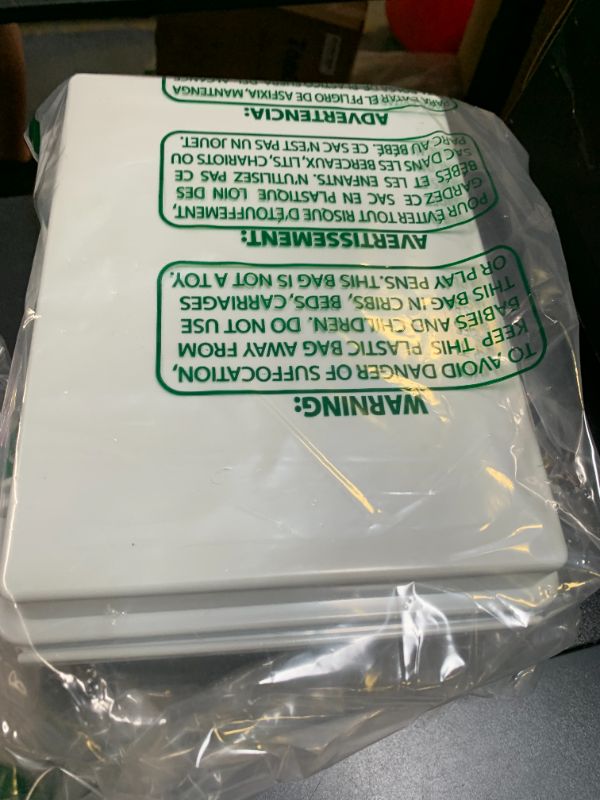 WARNING:
TO AVOID DANGER OF SUFFOCATION,
KEEP THIS PLASTIC BAG AWAY FROM
BABIES AND CHILDREN. DO NOT USE
THIS BAG IN CRIBS, BEDS, CARRIAGES
OR PLAY PENS. THIS BAG IS NOT A TOY.
AVERTISSEMENT:
POUR ÉVITER TOUT RISQUE D'ÉTOUFFEMENT,
GARDEZ CE SAC EN PLASTIQUE LOIN DES
BÉBÉS ET LES ENFANTS. N'UTILISEZ PAS CE
SAC DANS LES BERCEAUX, LITS, CHARIOTS OU
PARC AU BÉBÉ. CE SAC N'EST PAS UN JOUET.
ADVERTENCIA:
PARA EVITAR EL PELIGRO DE ASFIXIA, MANTENGA